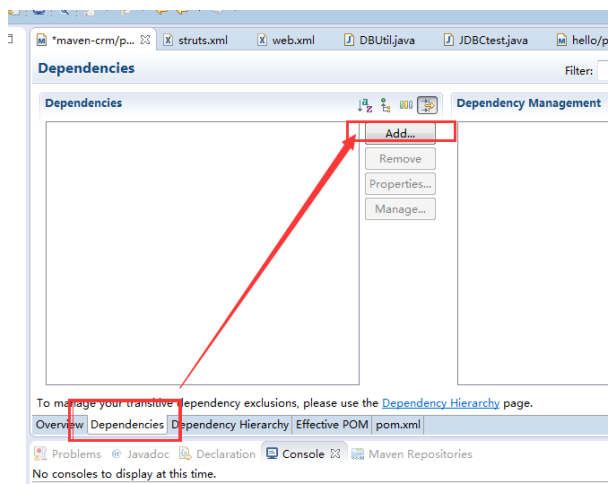 *maven-crm/p... struts.xml web.xml DBUtil.java JDBCtest.java hello/p
Dependencies Filter:
Dependencies Dependency Management
Add...
Remove
Properties...
Manage...
To manage your transitive dependency exclusions, please use the Dependency Hierarchy page.
Overview Dependencies Dependency Hierarchy Effective POM pom.xml
Problems @ Javadoc Declaration Console Maven Repositories
No consoles to display at this time.